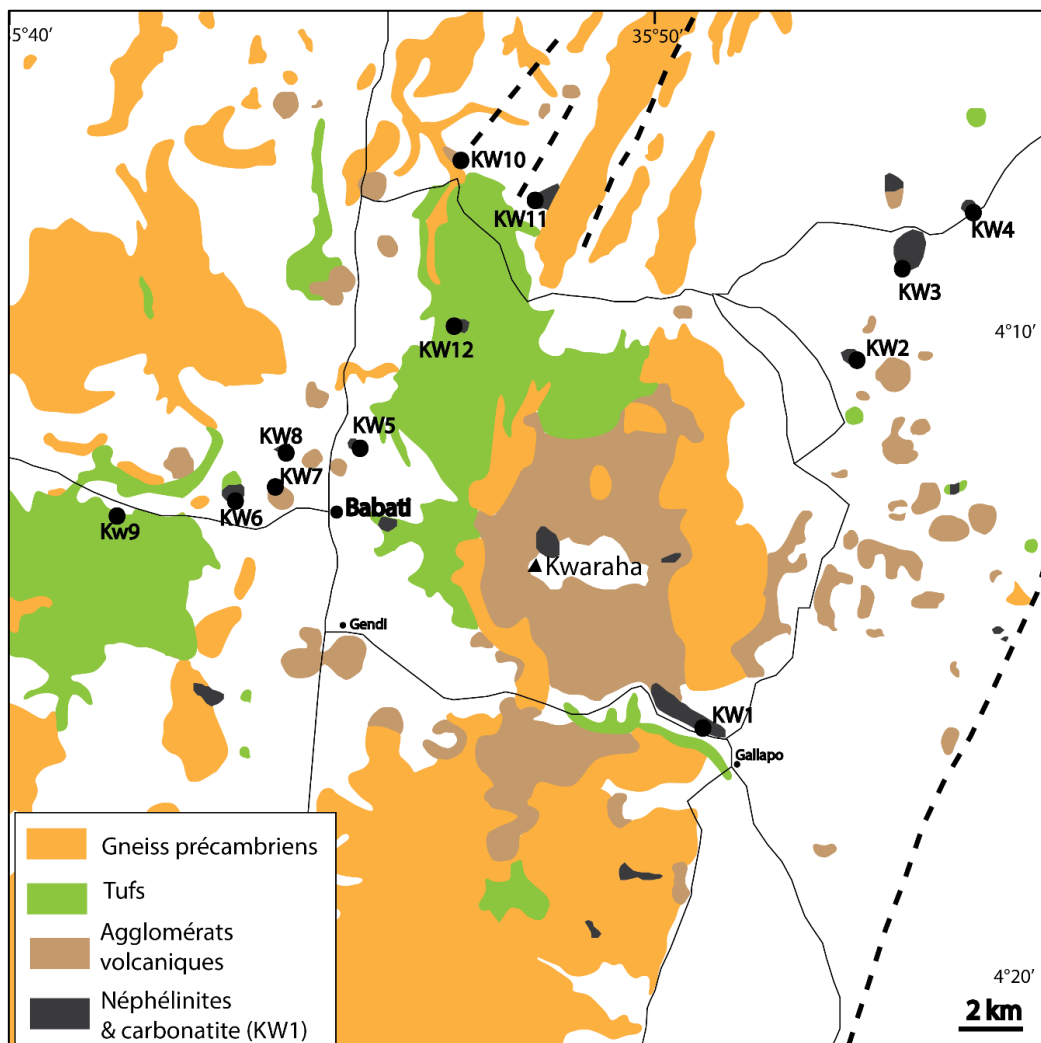 5°40'
35°50'
KW10
KW11
KW4
KW3
4°10'
KW12
KW2
KW5
KW8
KW7
KW6
Babati
Kw9
Kwaraha
Gendi
KW1
Gallapo
Gneiss précambriens
Tufs
Agglomérats
volcaniques
Néphélinites
& carbonatite (KW1)
4°20'
2 km